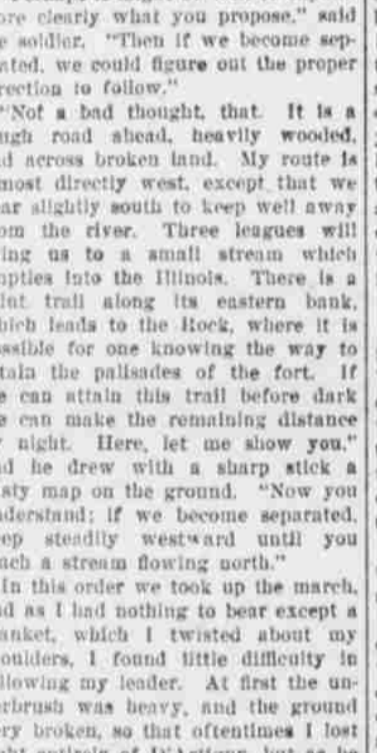 ore clearly what you propose," said
e soldier. "Then if we become sep-
ated, we could figure out the proper
rection to follow."
"Not a bad thought, that. It is a
ugh road ahead, heavily wooded,
d across broken land. My route is
most directly west, except that we
ar slightly south to keep well away
om the river. Three leagues will
ing us to a small stream which
mpties into the Illinois. There is a
int trail along its eastern bank,
hich leads to the Rock, where it is
ssible for one knowing the way to
tain the palisades of the fort. If
e can attain this trail before dark
e can make the remaining distance
y night. Here, let me show you,"
nd he drew with a sharp stick a
sty map on the ground. "Now you
nderstand; if we become separated,
eep steadily westward until you
ach a stream flowing north."
In this order we took up the march,
nd as I had nothing to bear except a
anket, which I twisted about my
oulders, I found little difficulty in
llowing my leader. At first the un-
erbrush was heavy, and the ground
ery broken, so that oftentimes I lost